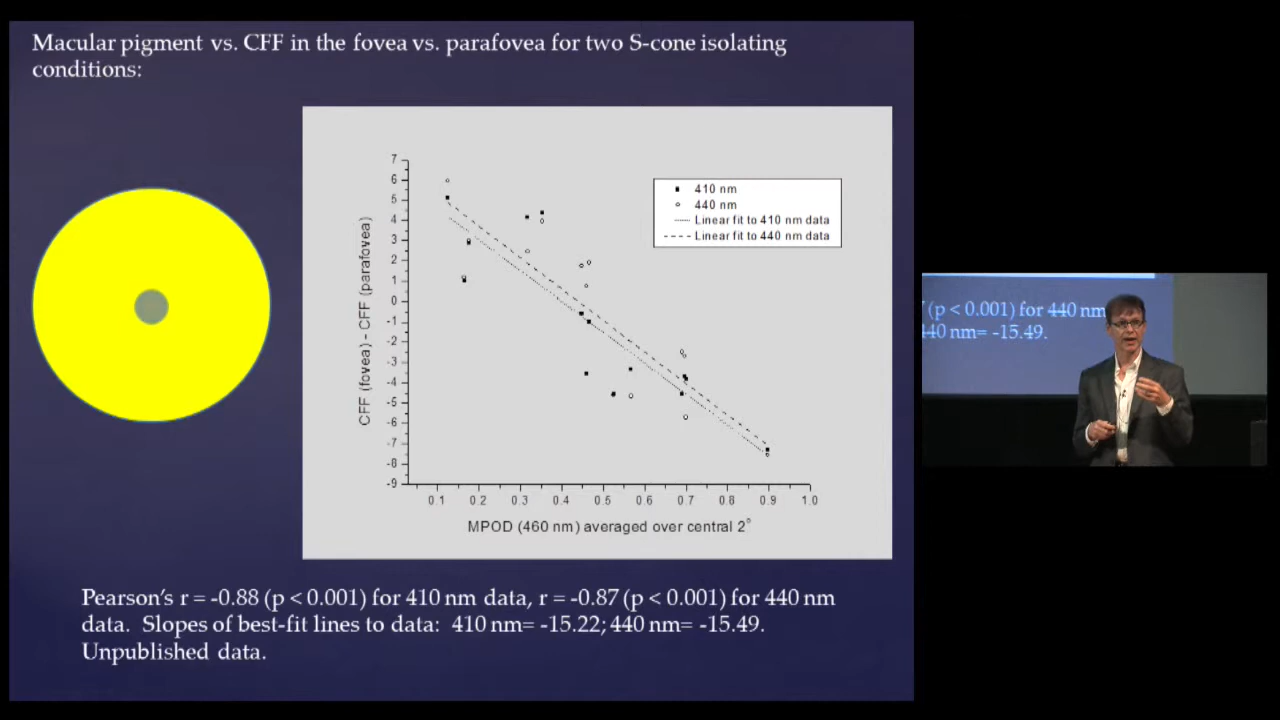 Macular pigment vs. CFF in the fovea vs. parafovea for two S-cone isolating
conditions:
7
6
5
4
3
2
1
0
-1
-2
-3
-4
-5
-6
-7
-8
-9
CFF (fovea) - CFF (parafovea)
410 nm
440 nm
Linear fit to 410 nm data
Linear fit to 440 nm data
0.1 0.2 0.3 0.4 0.5 0.6 0.7 0.8 0.9 1.0
MPOD (460 nm) averaged over central 2°
Pearson's r = -0.88 (p < 0.001) for 410 nm data, r = -0.87 (p < 0.001) for 440 nm
data. Slopes of best-fit lines to data: 410 nm= -15.22; 440 nm= -15.49.
Unpublished data.
(p < 0.001) for 440 nm
440 nm= -15.49.